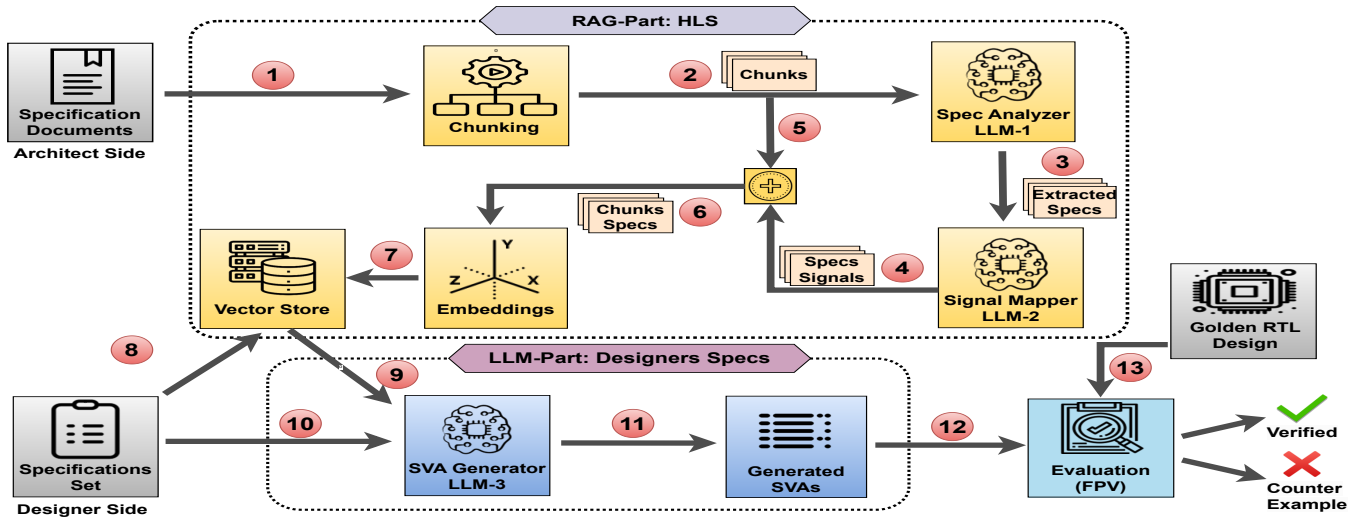 RAG-Part: HLS
Specification
Documents
Architect Side
1
Chunking
2
Chunks
Spec Analyzer
LLM-1
5
3
Extracted
Specs
Chunks
Specs
6
Specs
Signals
4
Signal Mapper
LLM-2
Y
Z
X
Embeddings
7
Vector Store
Golden RTL
Design
8
9
LLM-Part: Designers Specs
13
Specifications
Set
Designer Side
10
SVA Generator
LLM-3
11
Generated
SVAs
12
Evaluation
(FPV)
Verified
Counter
Example